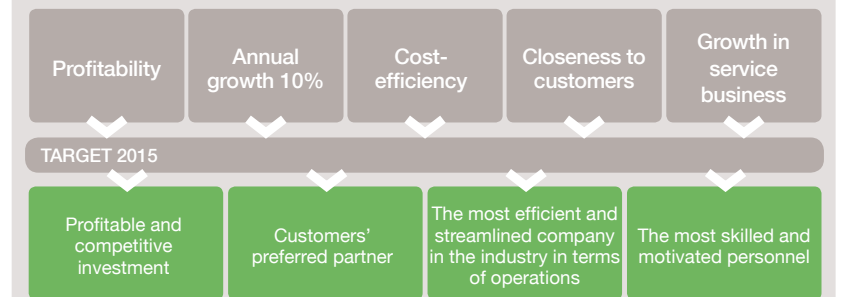 Profitability
Annual
growth 10%
Cost-
efficiency
Closeness to
customers
Growth in
service
business
TARGET 2015
Profitable and
competitive
investment
Customers’
preferred partner
The most efficient and
streamlined company
in the industry in terms
of operations
The most skilled and
motivated personnel